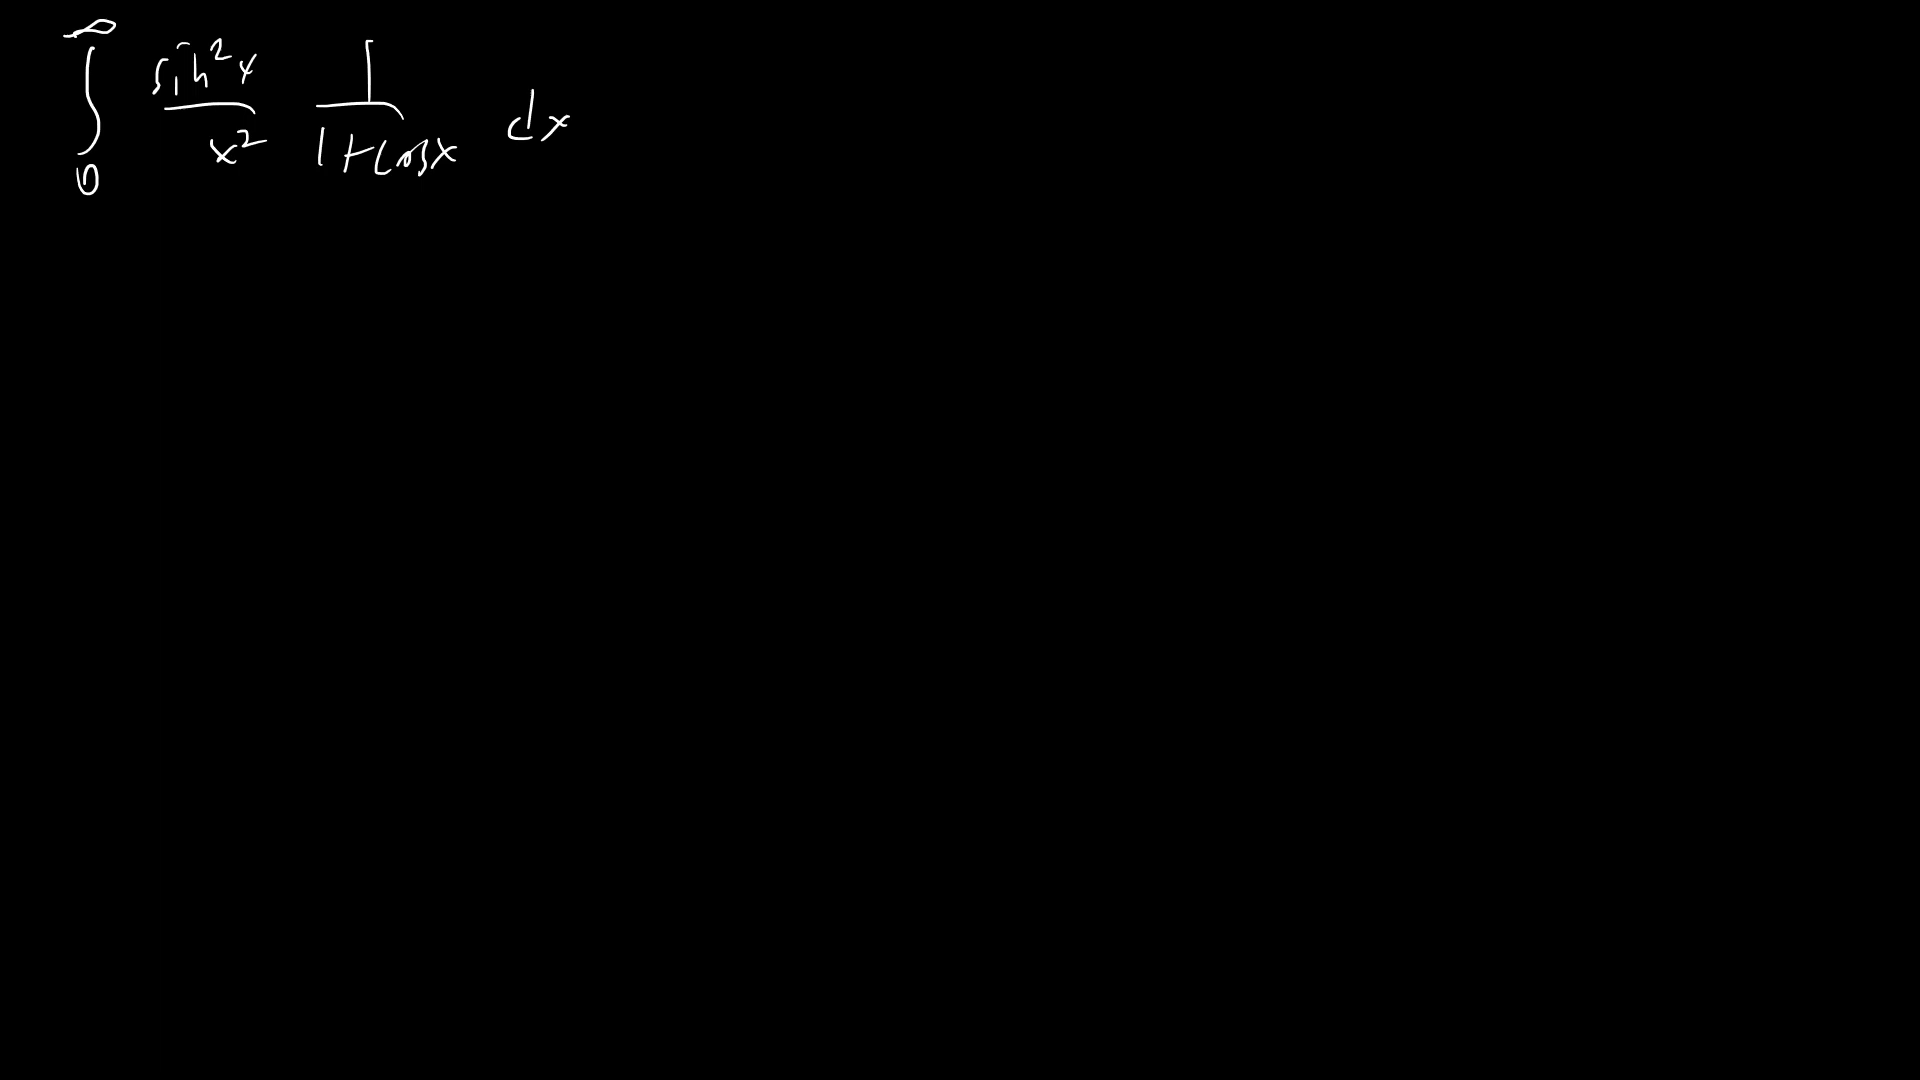 ∫₀^∞ sin²x/x² 1/(1+cosx) dx